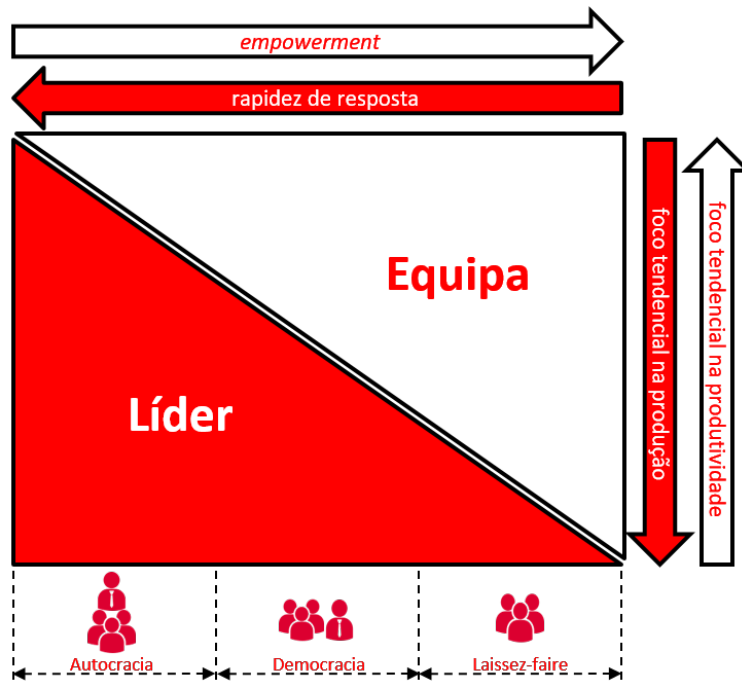 empowerment
rapidez de resposta
Equipa
Líder
foco tendencial na produção
foco tendencial na produtividade
Autocracia
Democracia
Laissez-faire